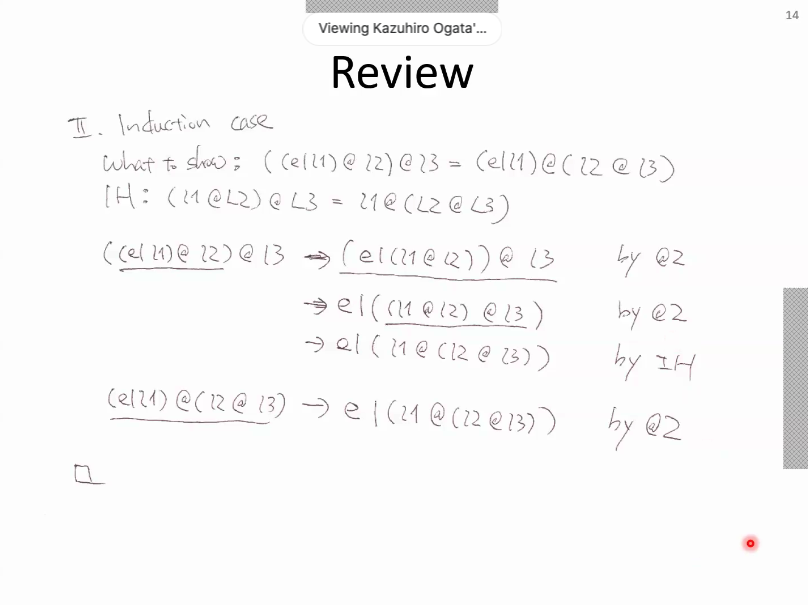 14
Viewing Kazuhiro Ogata'...
Review
II. Induction case
What to show: ((e|l1)@l2)@l3 = (e|l1)@(l2@l3)
IH: (l1@L2)@L3 = l1@(L2@L3)
((e|l1)@l2)@l3 → (e|(l1@l2))@l3 by @2
→ e|((l1@l2)@l3) by @2
→ e|(l1@(l2@l3)) by IH
(e|l1)@(l2@l3) → e|(l1@(l2@l3)) by @2